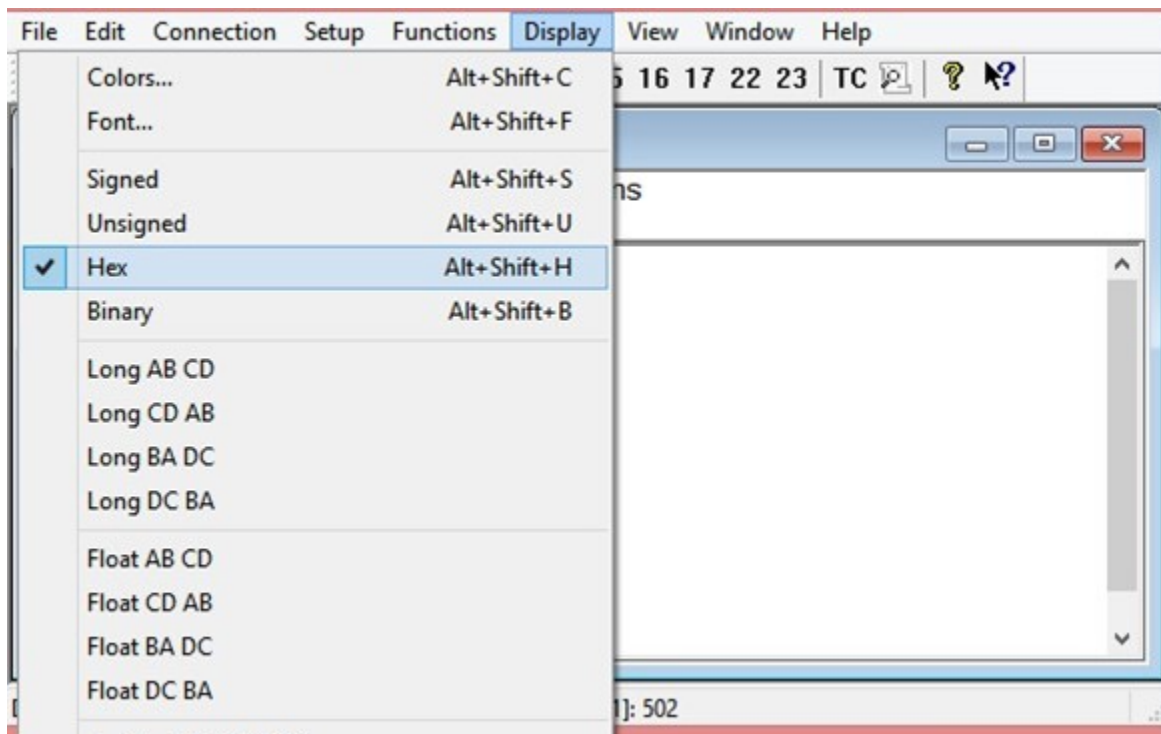 File Edit Connection Setup Functions Display View Window Help
Colors... Alt+Shift+C
16 17 22 23 TC
Font... Alt+Shift+F
Signed Alt+Shift+S
Unsigned Alt+Shift+U
Hex Alt+Shift+H
Binary Alt+Shift+B
Long AB CD
Long CD AB
Long BA DC
Long DC BA
Float AB CD
Float CD AB
Float BA DC
Float DC BA
]: 502